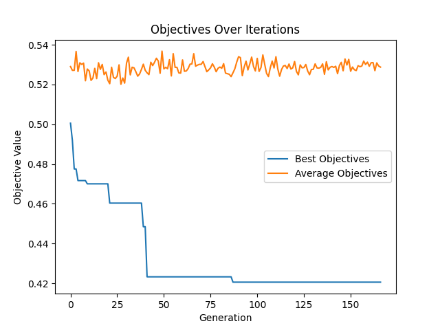 Objectives Over Iterations
Objective Value
0.54
0.52
0.50
0.48
0.46
0.44
0.42
Best Objectives
Average Objectives
0 25 50 75 100 125 150
Generation